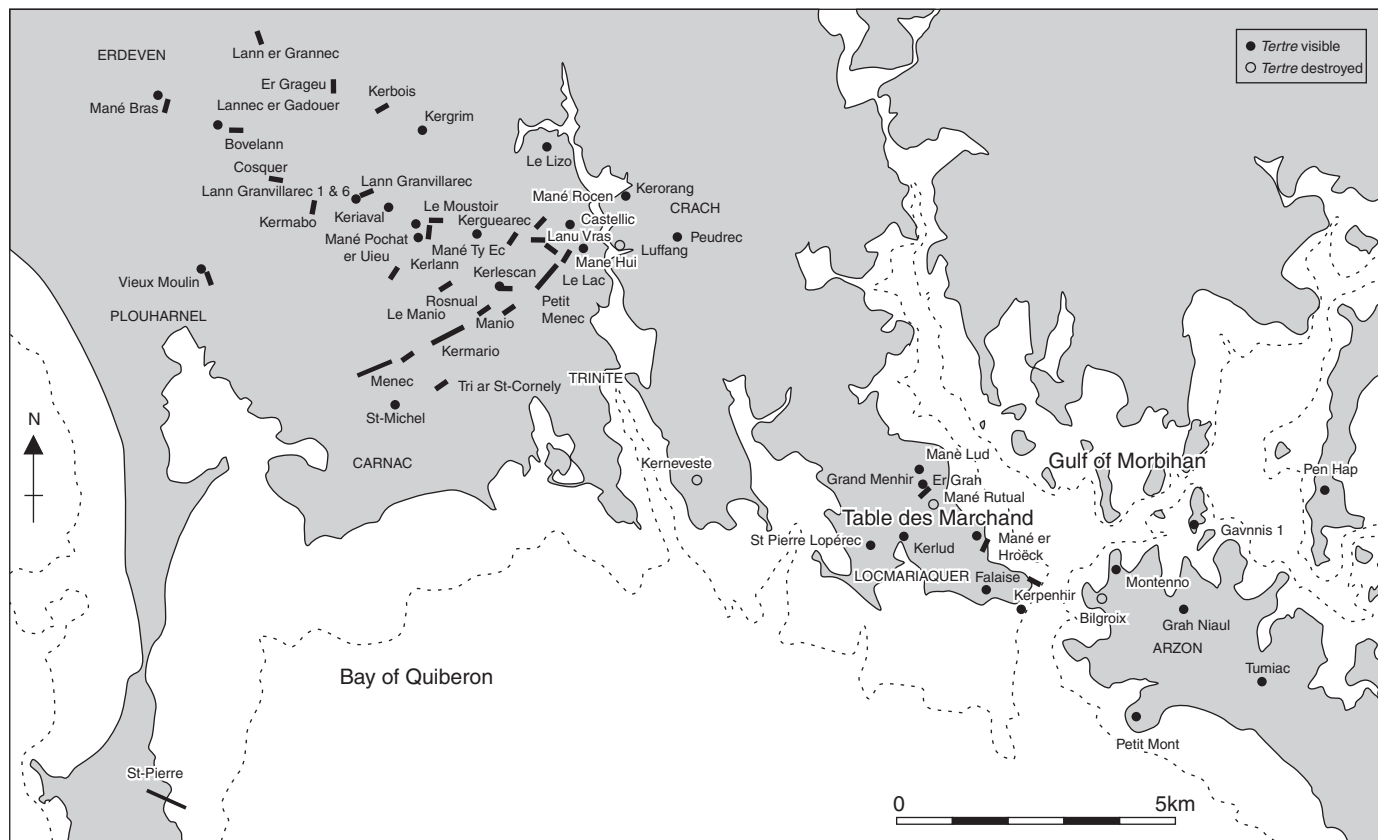 Tertre visible
Tertre destroyed
Lann er Grannec
ERDEVEN
Er Grageu
Kerbois
Mané Bras
Lannec er Gadouer
Kergrim
Bovelann
Le Lizo
Cosquer
Lann Granvillarec
Lann Granvillarec 1 & 6
Mané Rocen
Kerorang
CRACH
Kermabo
Keriaval
Le Moustoir
Kerguearec
Castellic
Mané Pochat
er Uieu
Mané Ty Ec
Lanu Vras
Luffang
Peudrec
Mané Hui
Kerlann
Kerlescan
Le Lac
Vieux Moulin
Rosnual
Petit
Menec
Le Manio
Manio
PLOUHARNEL
Kermario
Menec
Tri ar St-Cornely
TRINiTE
St-Michel
N
CARNAC
Kerneveste
Manè Lud
Gulf of Morbihan
Pen Hap
Grand Menhir
Er Grah
Mané Rutual
Table des Marchand
Gavnnis 1
St Pierre Lopérec
Kerlud
Mané er
Hroëck
LOCMARIAQUER
Falaise
Montenno
Kerpenhir
Bilgroix
Grah Niaul
ARZON
Bay of Quiberon
Tumiac
Petit Mont
St-Pierre
0
5km